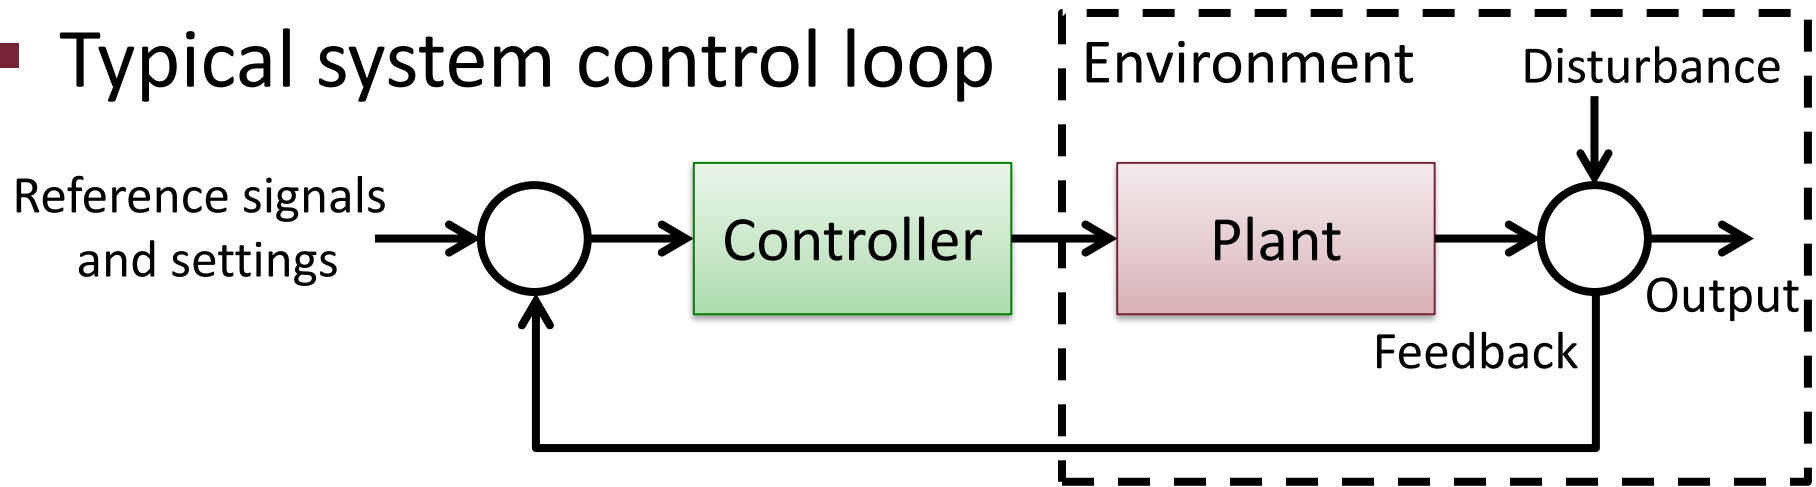 Typical system control loop
Environment
Disturbance
Reference signals
and settings
Controller
Plant
Output
Feedback